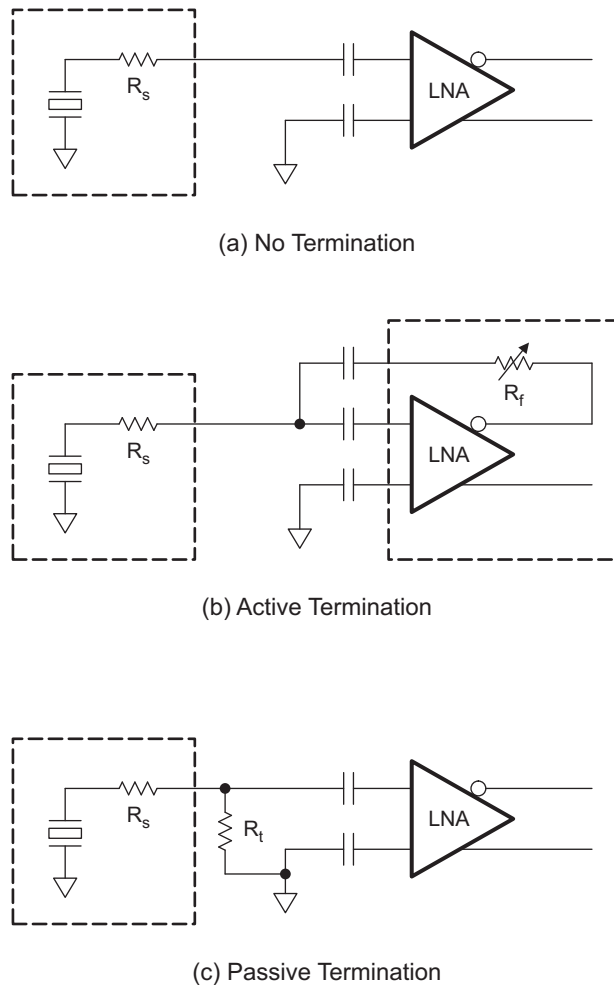 R_s
LNA
(a) No Termination
R_f
R_s
LNA
(b) Active Termination
R_s
R_t
LNA
(c) Passive Termination